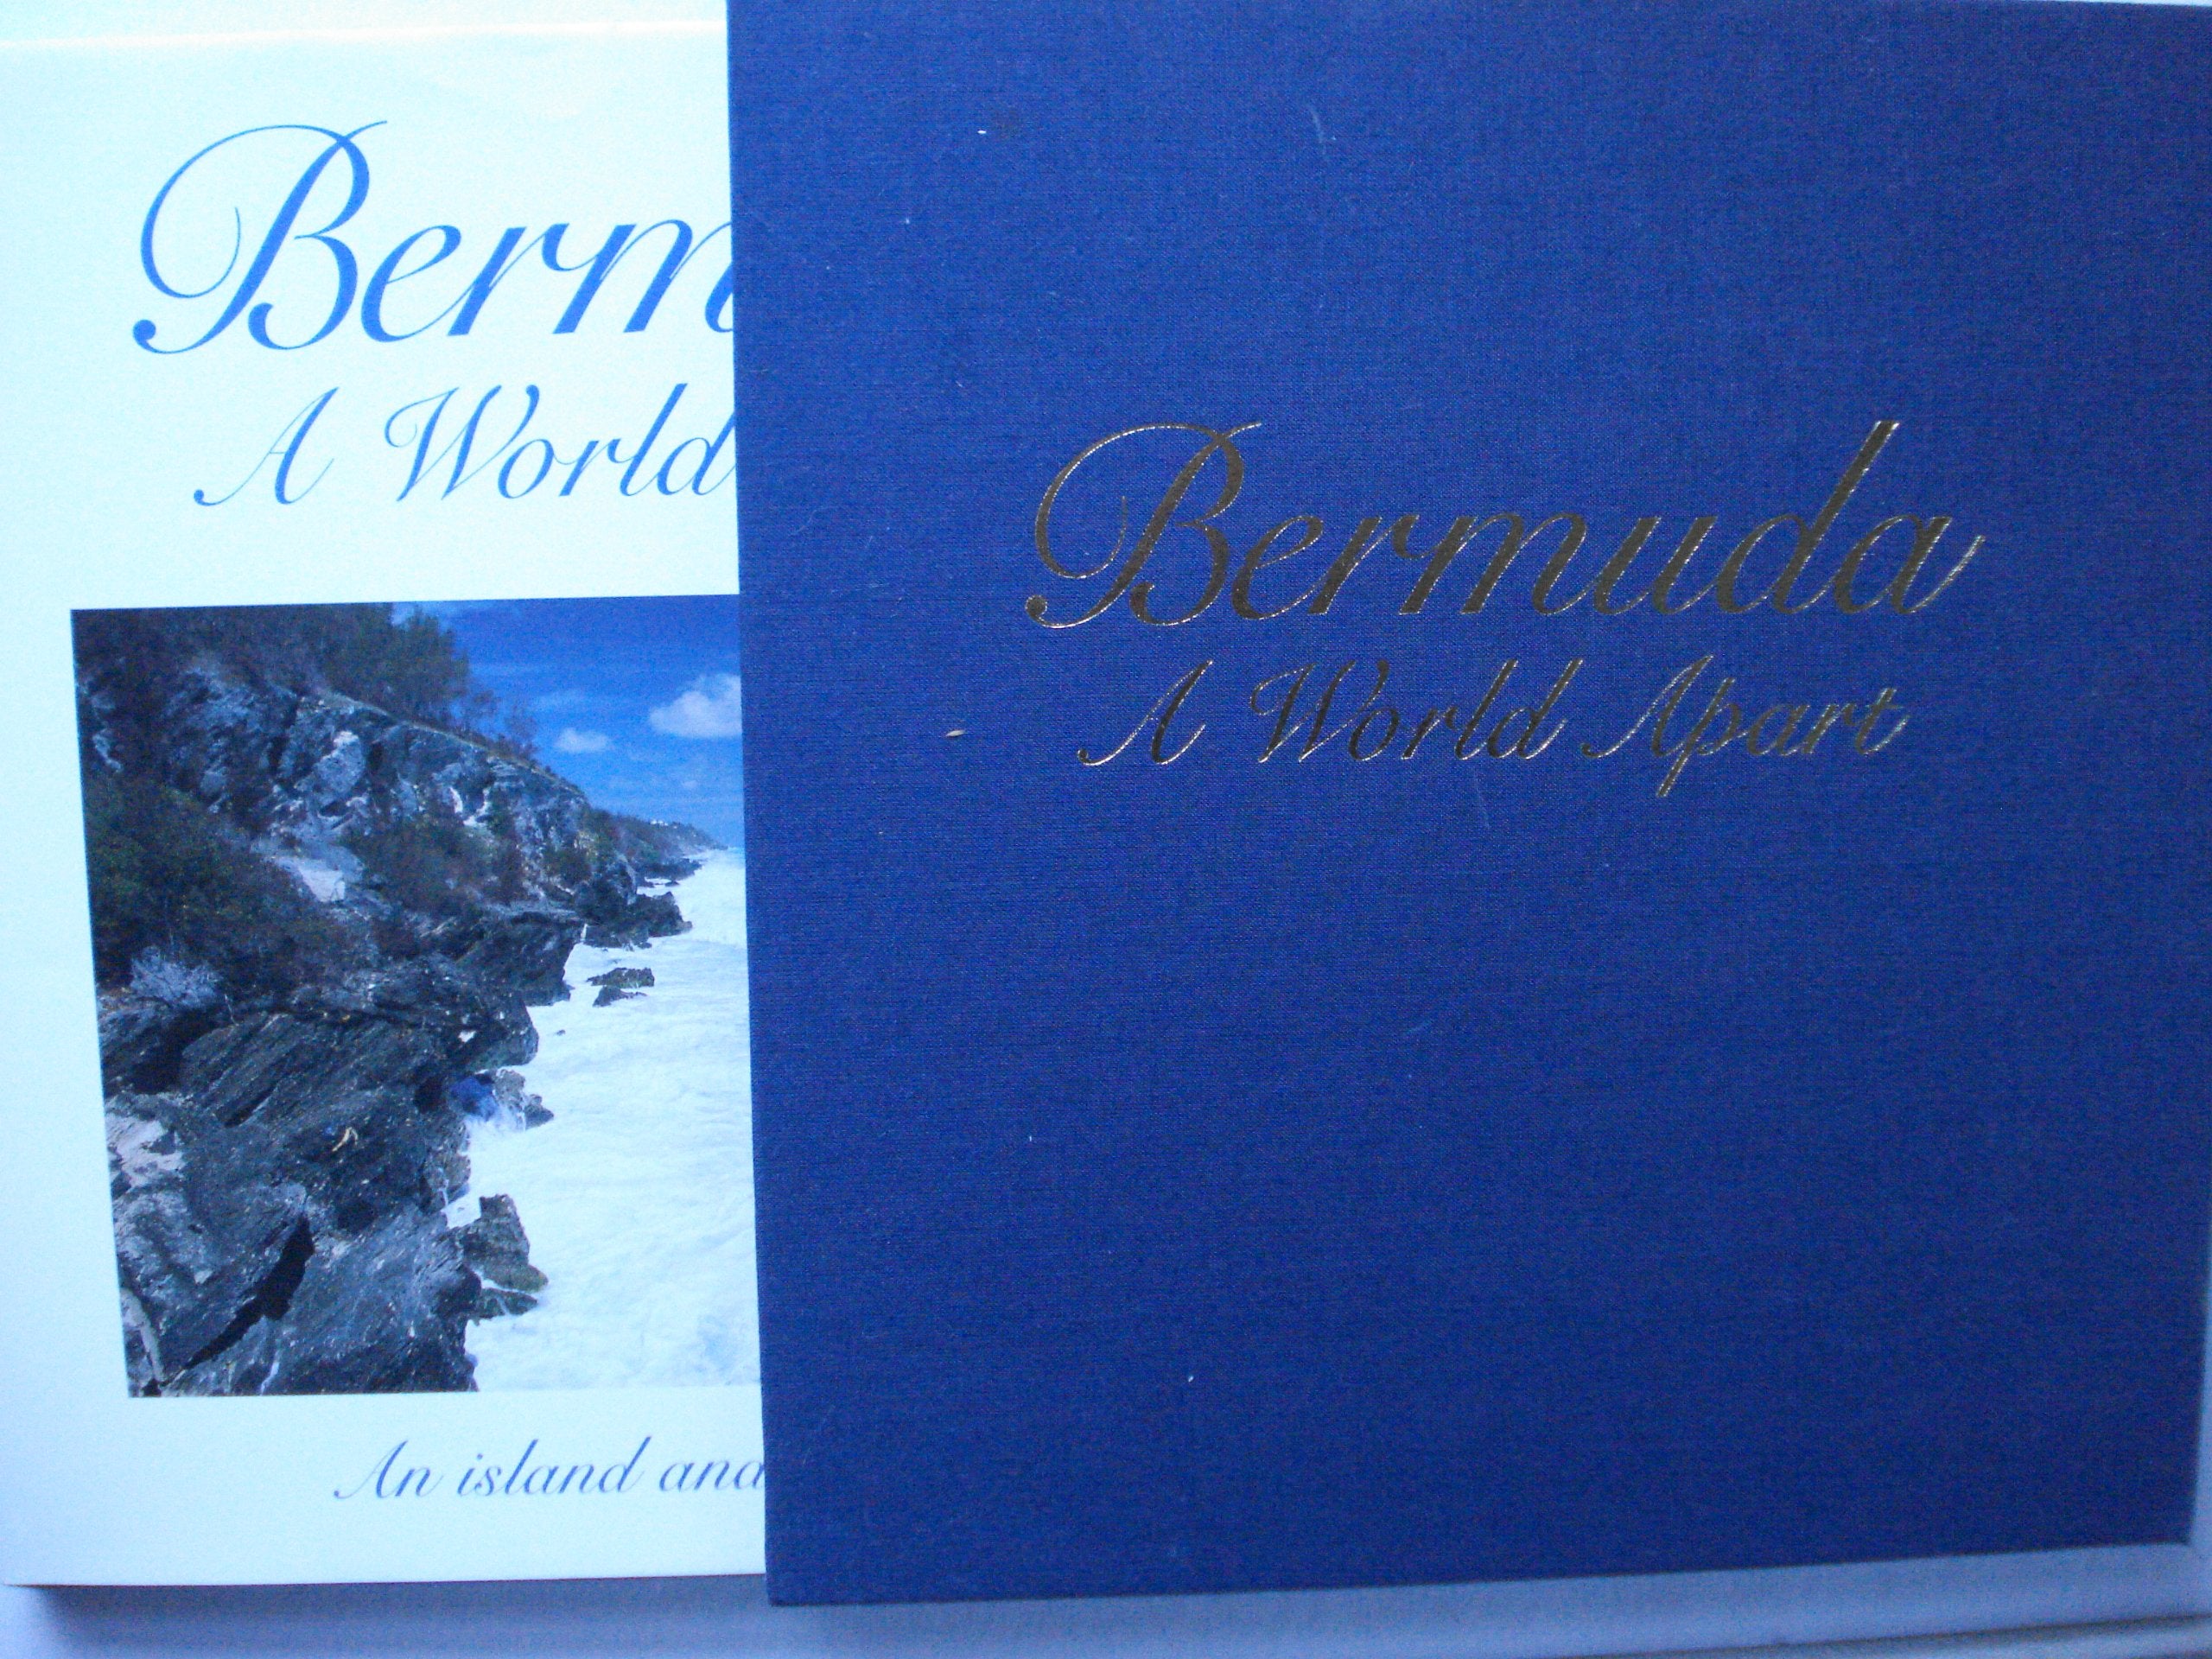 Berm
A World
An island and
Bermuda
A World Apart